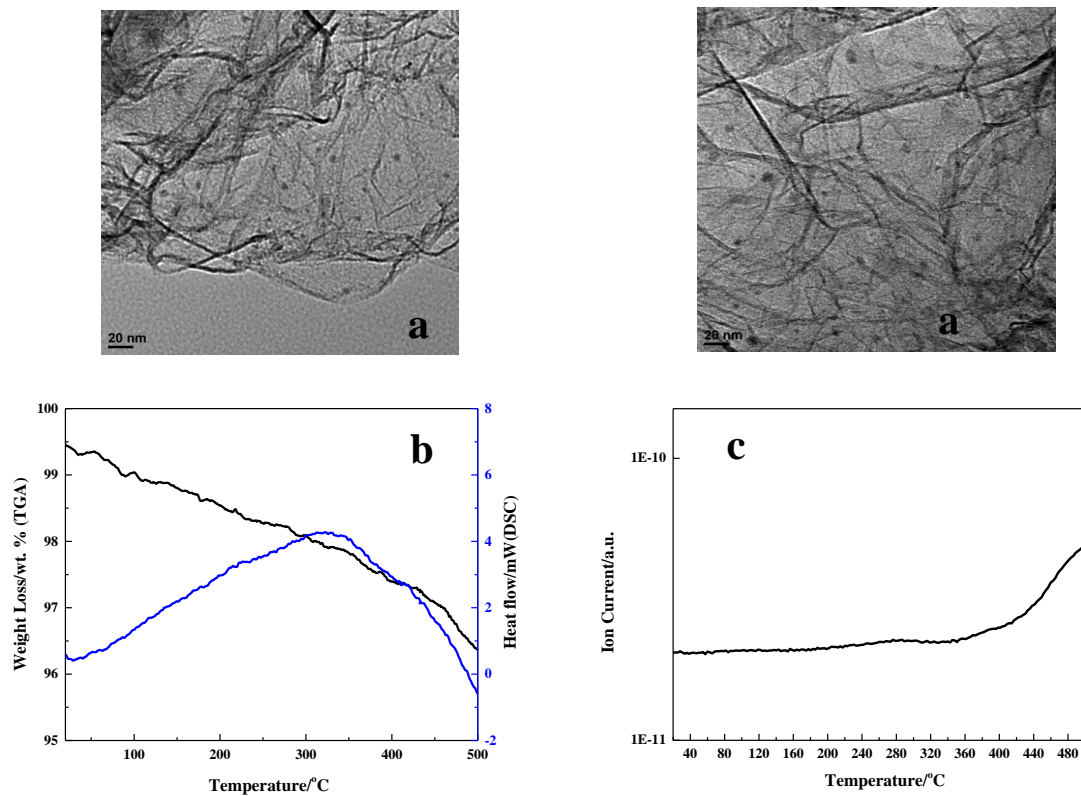 a
20 nm
a
20 nm
b
100
99
98
97
96
95
Weight Loss/wt. % (TGA)
8
6
4
2
0
-2
Heat flow/mW(DSC)
100 200 300 400 500
Temperature/°C
c
1E-10
1E-11
Ion Current/a.u.
40 80 120 160 200 240 280 320 360 400 440 480
Temperature/°C